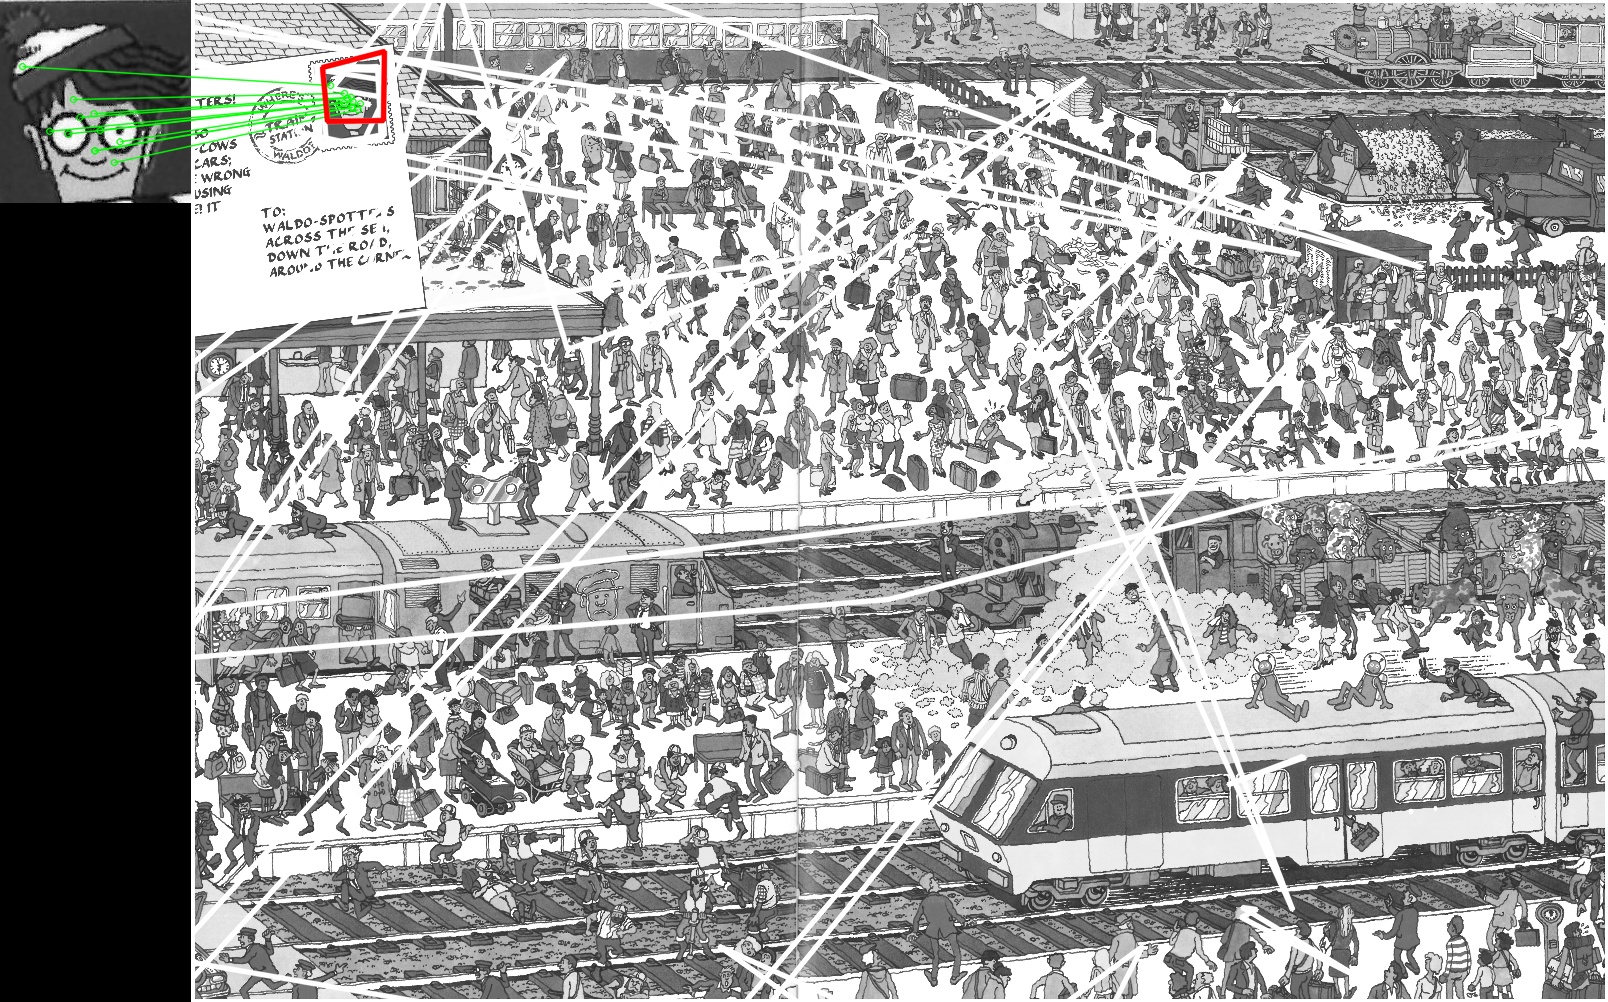 TERS!
COWS
CARS;
WRONG
USING
IT
WHERE'S
TRAIN
STATION
WALDO
TO:
WALDO-SPOTTERS
ACROSS THE SEA,
DOWN THE ROAD,
AROUND THE CORNER